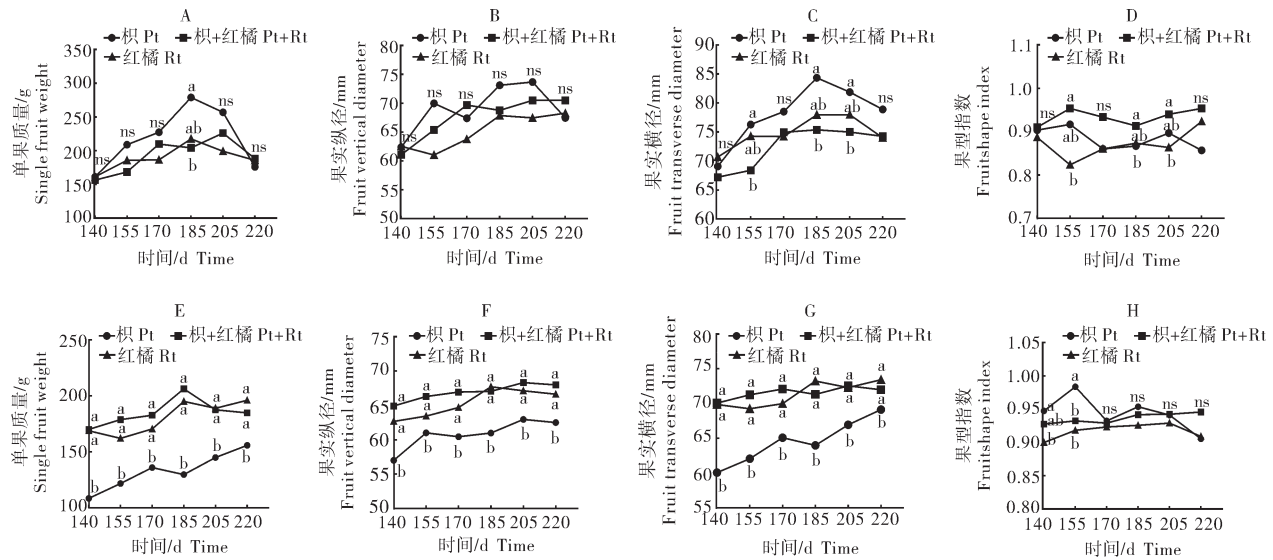 A
枳 Pt 枳+红橘 Pt+Rt
红橘 Rt
单果质量/g
Single fruit weight
350
300
250
200
150
100
ns
ns
ns
a
ab
b
ns
ns
140 155 170 185 205 220
时间/d Time
B
枳 Pt 枳+红橘 Pt+Rt
红橘 Rt
果实纵径/mm
Fruit vertical diameter
80
75
70
65
60
55
50
ns
ns
ns
ns
ns
ns
140 155 170 185 205 220
时间/d Time
C
枳 Pt 枳+红橘 Pt+Rt
红橘 Rt
果实横径/mm
Fruit transverse diameter
90
85
80
75
70
65
60
ns
a
ab
b
ns
a
ab
b
a
ab
b
ns
140 155 170 185 205 220
时间/d Time
D
枳 Pt 枳+红橘 Pt+Rt
红橘 Rt
果型指数
Fruitshape index
1.1
1.0
0.9
0.8
0.7
ns
a
ab
b
ns
a
ab
b
a
ab
b
ns
140 155 170 185 205 220
时间/d Time
E
枳 Pt 枳+红橘 Pt+Rt
红橘 Rt
单果质量/g
Single fruit weight
250
200
150
100
a a a a a a
a a a a a
b b b b b b
140 155 170 185 205 220
时间/d Time
F
枳 Pt 枳+红橘 Pt+Rt
红橘 Rt
果实纵径/mm
Fruit vertical diameter
75
70
65
60
55
50
a a a a a a
a a a a a a
b b b b b b
140 155 170 185 205 220
时间/d Time
G
枳 Pt 枳+红橘 Pt+Rt
红橘 Rt
果实横径/mm
Fruit transverse diameter
80
75
70
65
60
55
a a a a a a
a a a a a a
b b b b b b
140 155 170 185 205 220
时间/d Time
H
枳 Pt 枳+红橘 Pt+Rt
红橘 Rt
果型指数
Fruitshape index
1.05
1.00
0.95
0.90
0.85
0.80
a
ab
b
a
b
b
ns
ns
ns
ns
140 155 170 185 205 220
时间/d Time